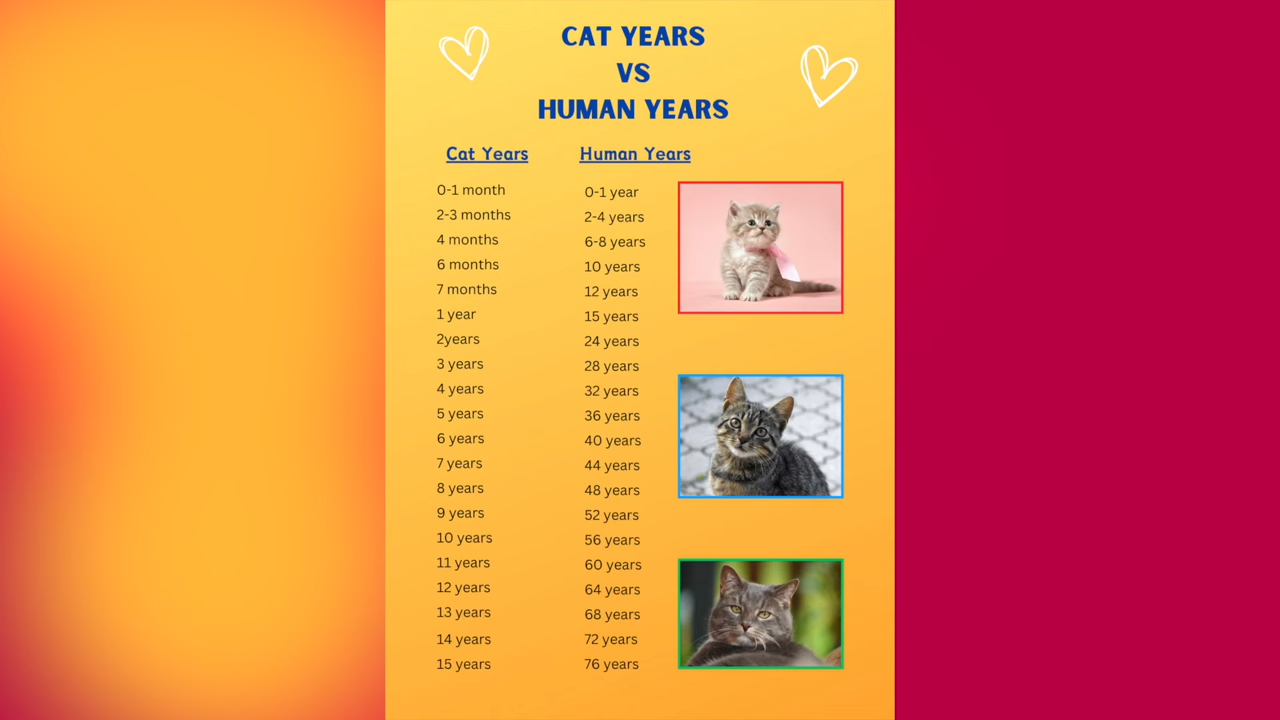 CAT YEARS
VS
HUMAN YEARS
Cat Years Human Years
0-1 month 0-1 year
2-3 months 2-4 years
4 months 6-8 years
6 months 10 years
7 months 12 years
1 year 15 years
2years 24 years
3 years 28 years
4 years 32 years
5 years 36 years
6 years 40 years
7 years 44 years
8 years 48 years
9 years 52 years
10 years 56 years
11 years 60 years
12 years 64 years
13 years 68 years
14 years 72 years
15 years 76 years